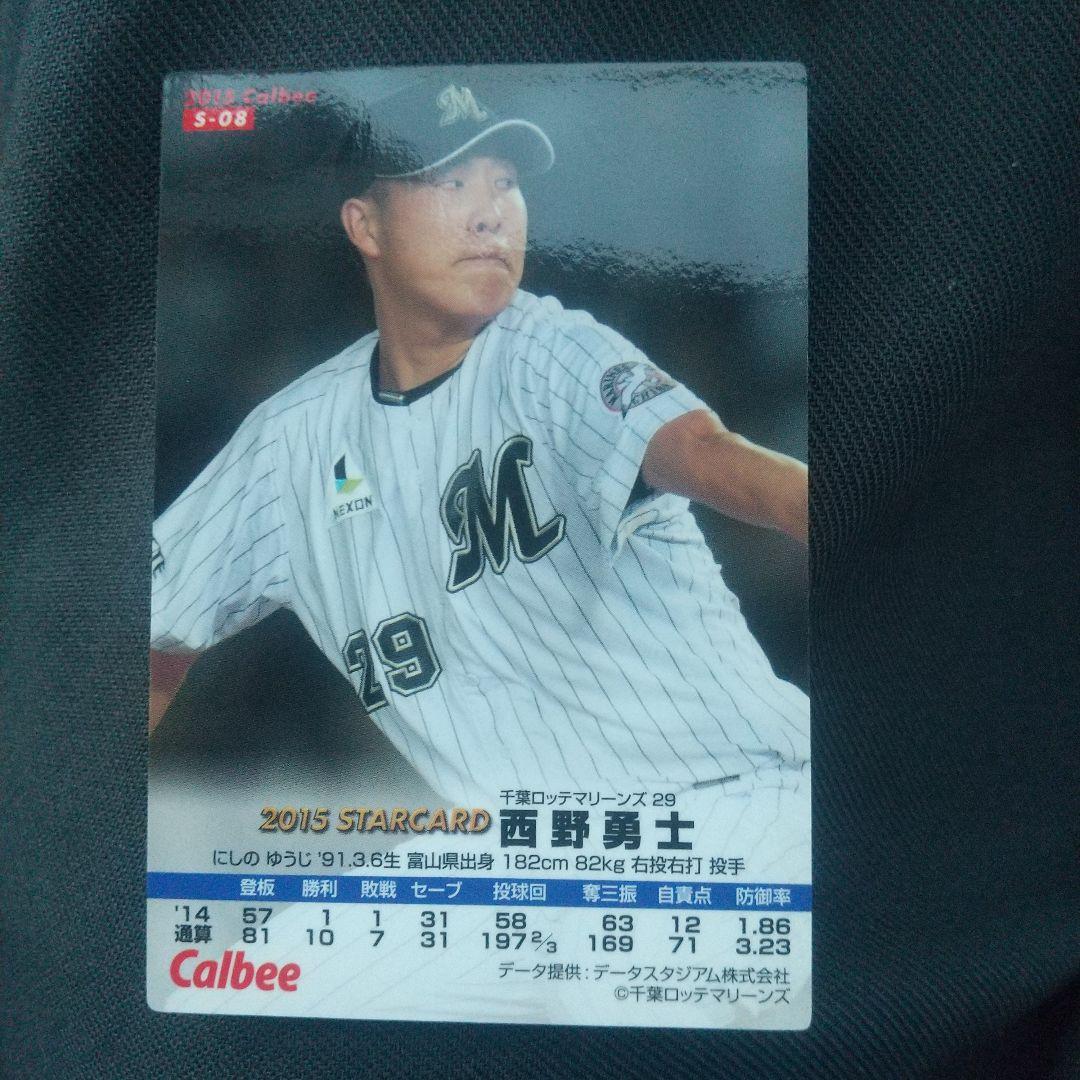 2015 Calbee
S-08
M
NEXON
M
29
千葉ロッテマリーンズ 29
2015 STARCARD 西野勇士
にしの ゆうじ '91.3.6生 富山県出身 182cm 82kg 右投右打 投手
登板 勝利 敗戦 セーブ 投球回 奪三振 自責点 防御率
'14 57 1 1 31 58 63 12 1.86
通算 81 10 7 31 197 2/3 169 71 3.23
Calbee
データ提供:データスタジアム株式会社
©千葉ロッテマリーンズ